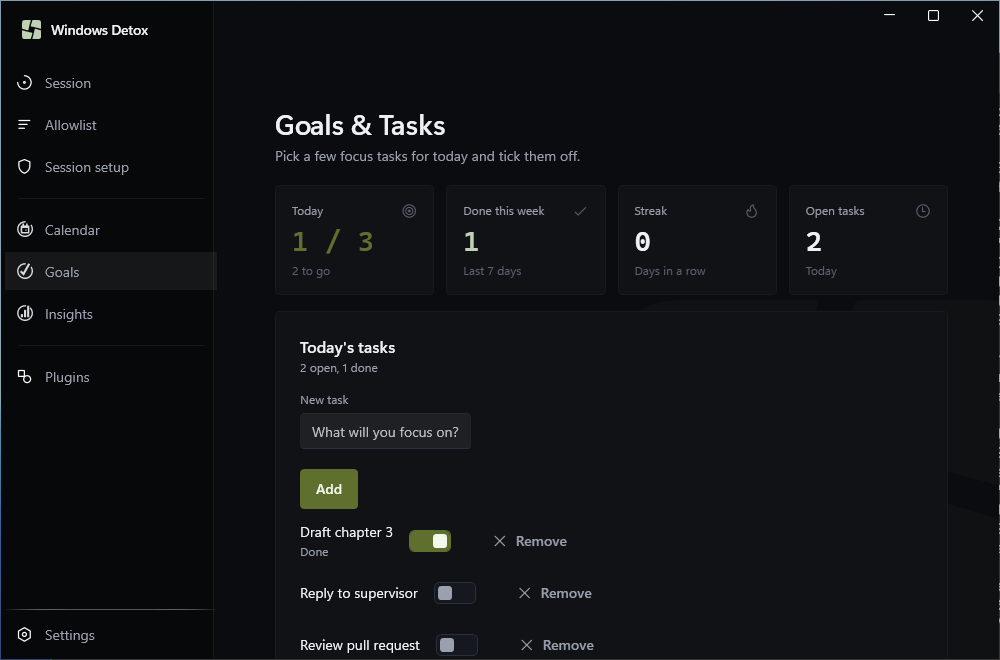 Windows Detox
Session
Allowlist
Session setup
Calendar
Goals
Insights
Plugins
Settings
Goals & Tasks
Pick a few focus tasks for today and tick them off.
Today
1 / 3
2 to go
Done this week
1
Last 7 days
Streak
0
Days in a row
Open tasks
2
Today
Today's tasks
2 open, 1 done
New task
What will you focus on?
Add
Draft chapter 3
Done
Remove
Reply to supervisor
Remove
Review pull request
Remove